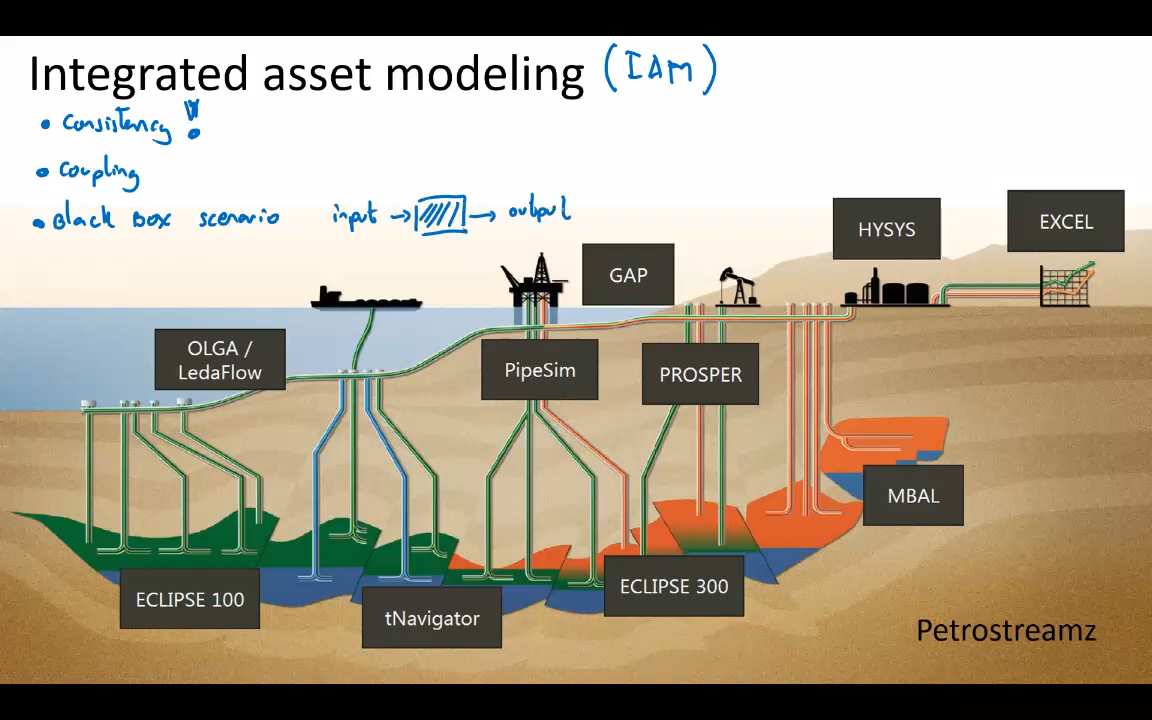 Integrated asset modeling (IAM)
• Consistency !
• Coupling
• Black Box scenario input → → output
HYSYS
EXCEL
GAP
OLGA /
LedaFlow
PipeSim
PROSPER
MBAL
ECLIPSE 100
tNavigator
ECLIPSE 300
Petrostreamz